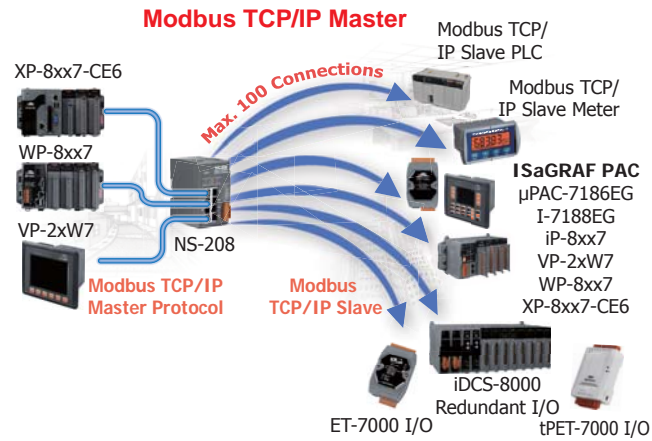 Modbus TCP/IP Master
XP-8xx7-CE6
WP-8xx7
VP-2xW7
Modbus TCP/IP
Master Protocol
NS-208
Max. 100 Connections
Modbus
TCP/IP Slave
Modbus TCP/
IP Slave PLC
Modbus TCP/
IP Slave Meter
ISaGRAF PAC
µPAC-7186EG
I-7188EG
iP-8xx7
VP-2xW7
WP-8xx7
XP-8xx7-CE6
ET-7000 I/O
iDCS-8000
Redundant I/O
tPET-7000 I/O